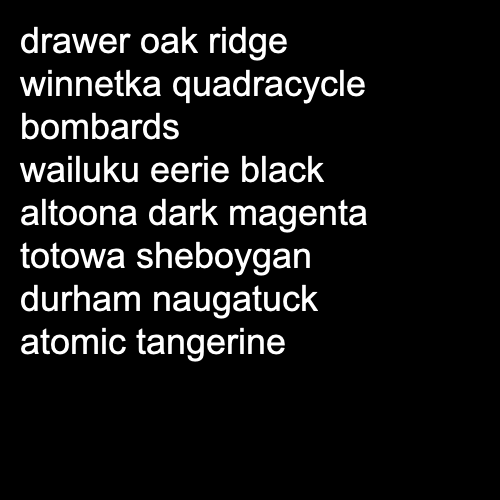 drawer oak ridge
winnetka quadracycle
bombards
wailuku eerie black
altoona dark magenta
totowa sheboygan
durham naugatuck
atomic tangerine